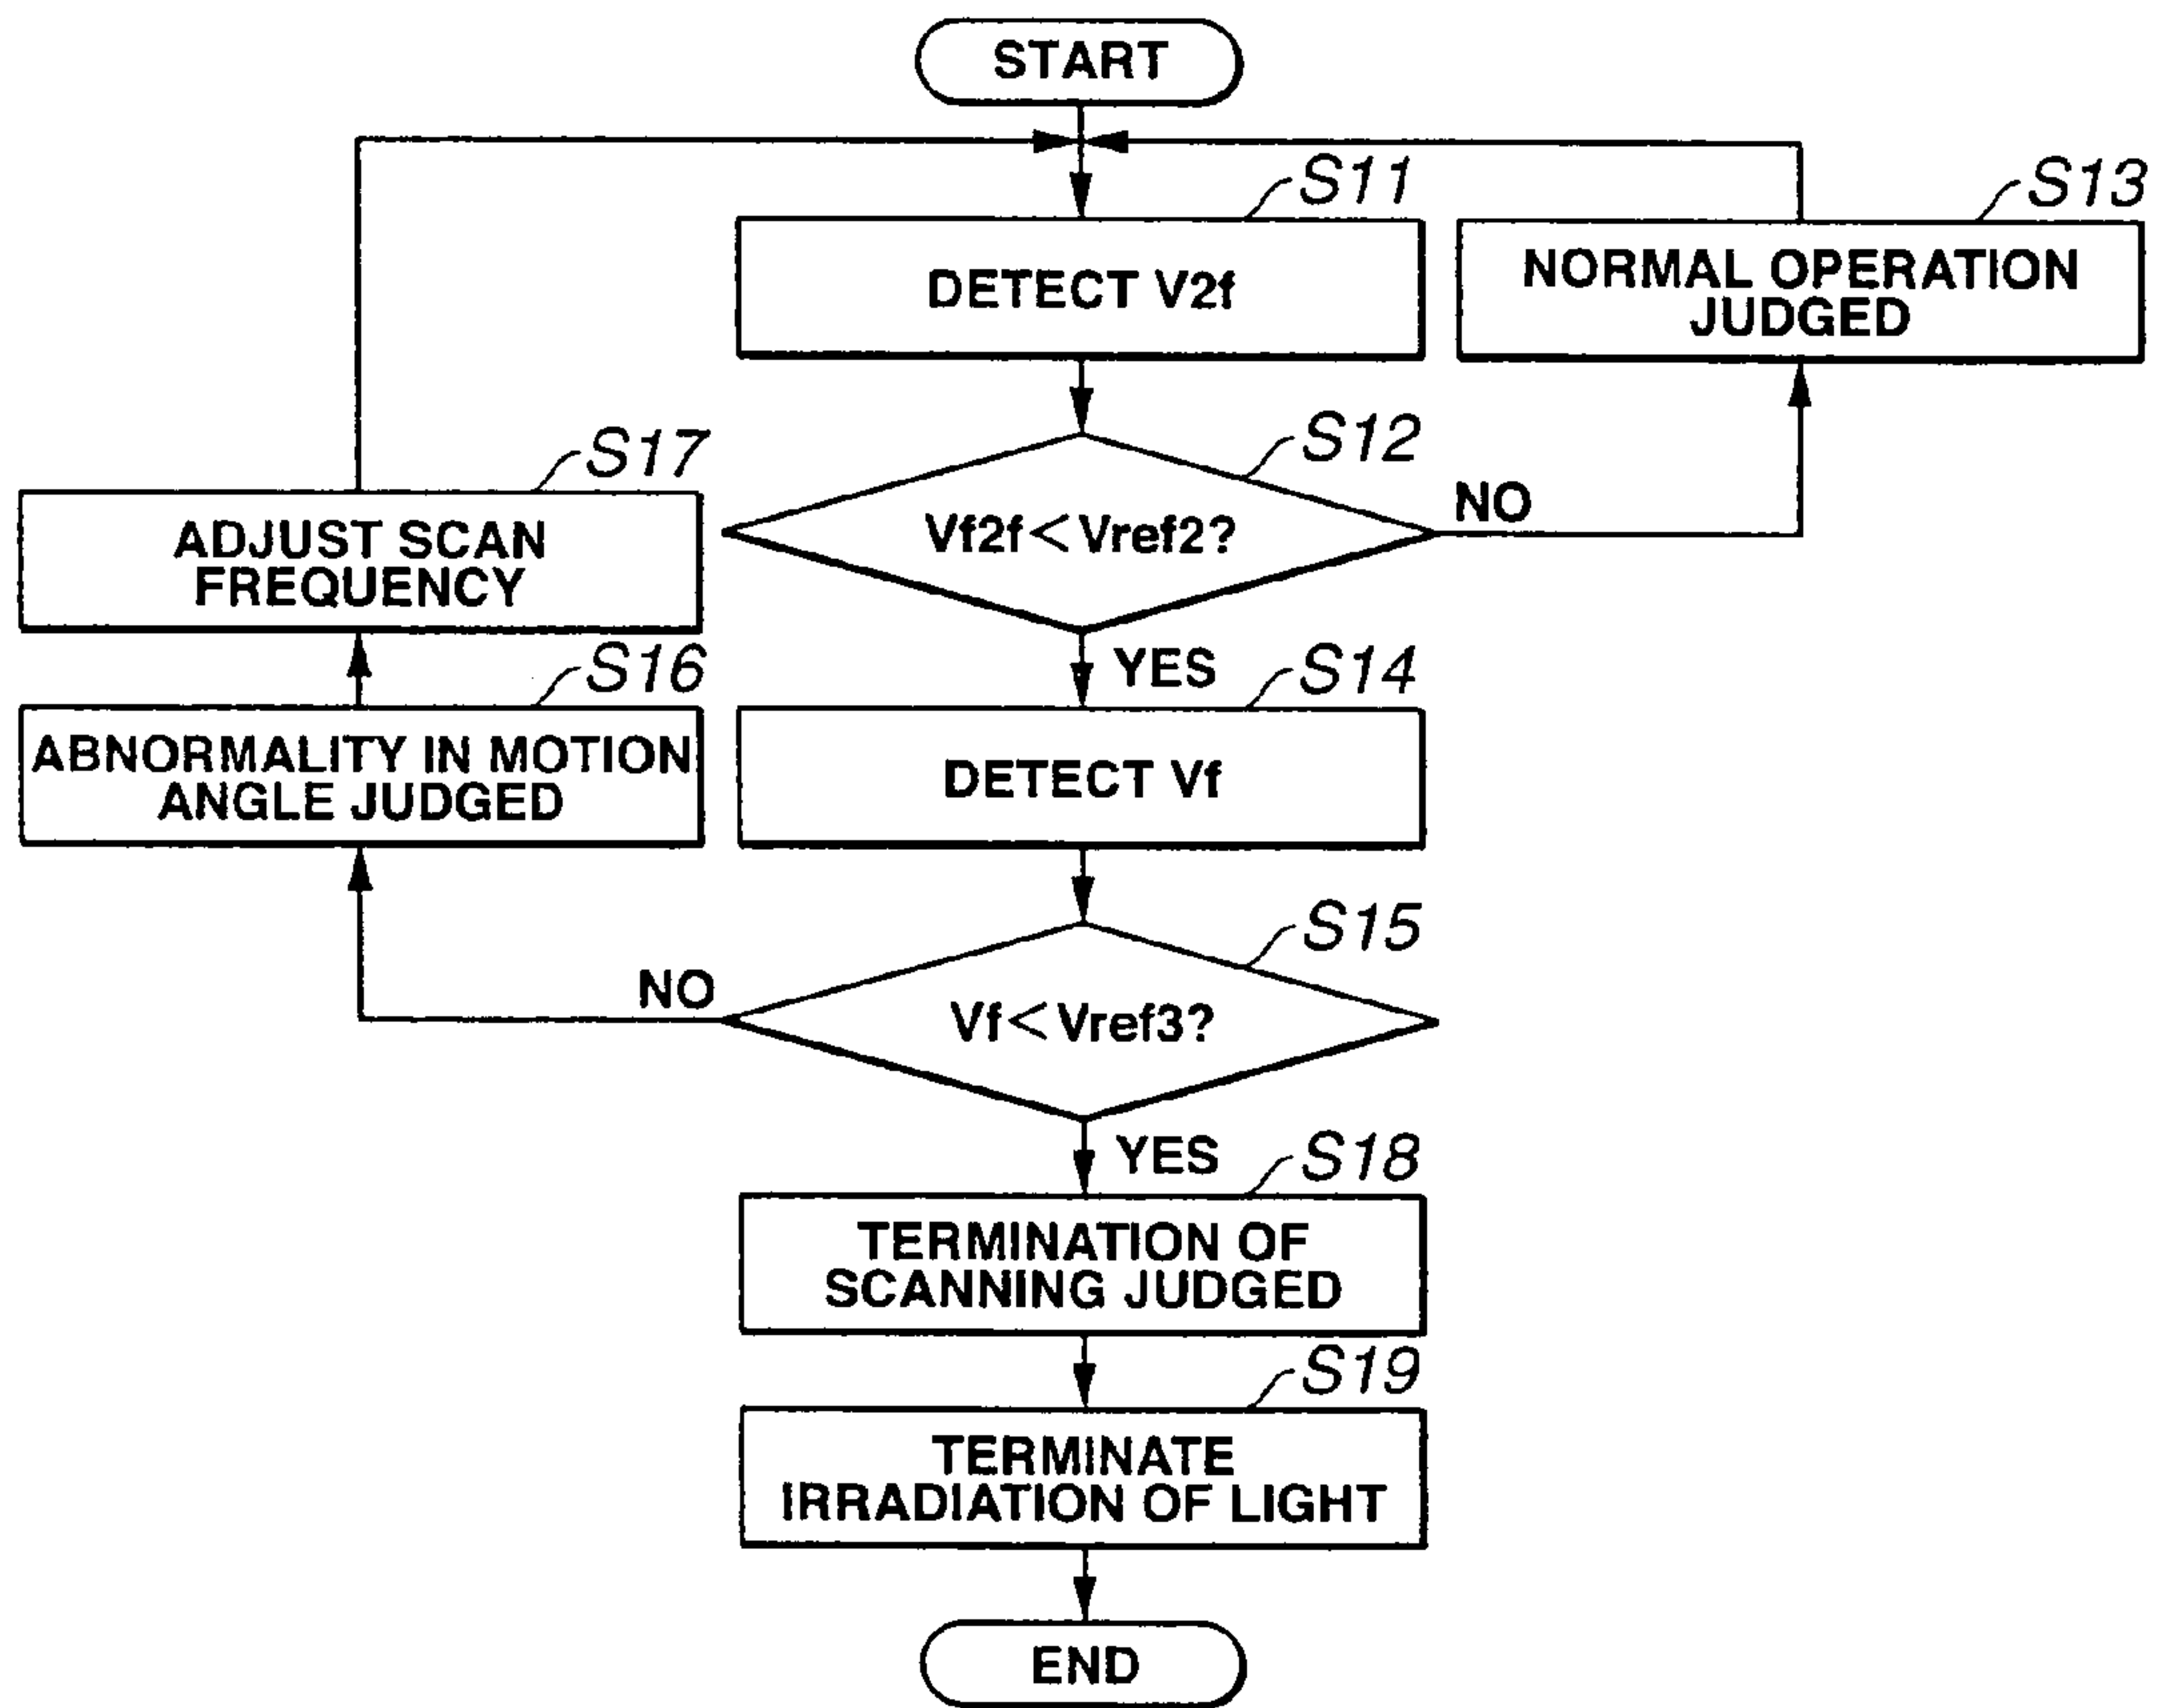 START
S11
DETECT V2f
S13
NORMAL OPERATION
JUDGED
S12
Vf2f<Vref2?
NO
YES
S17
ADJUST SCAN
FREQUENCY
S16
ABNORMALITY IN MOTION
ANGLE JUDGED
S14
DETECT Vf
S15
Vf<Vref3?
NO
YES
S18
TERMINATION OF
SCANNING JUDGED
S19
TERMINATE
IRRADIATION OF LIGHT
END